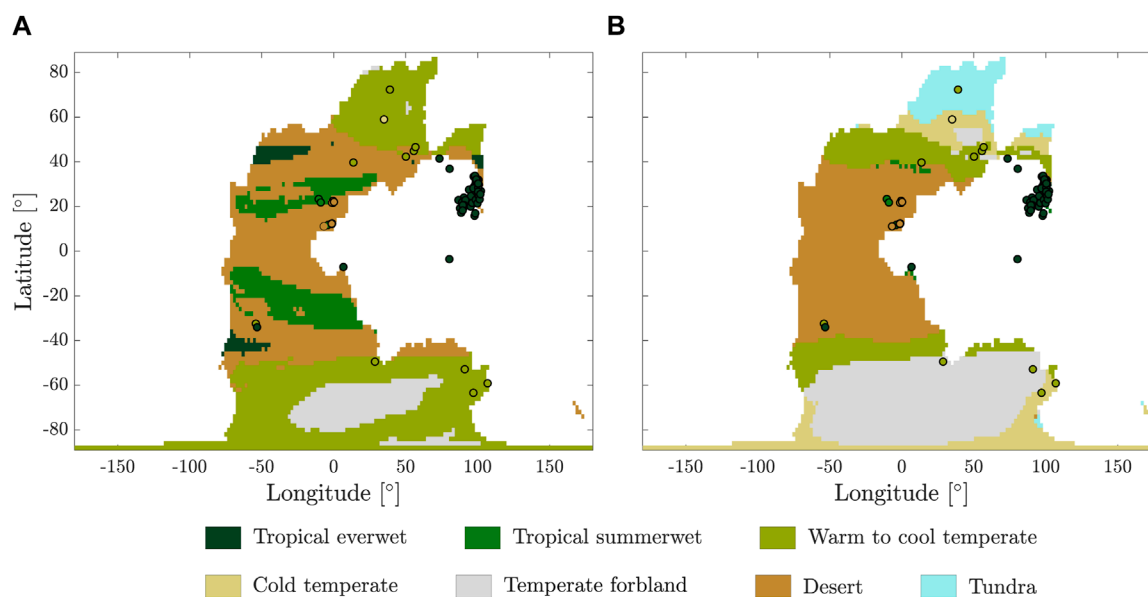 A
B
80
60
40
20
0
-20
-40
-60
-80
Latitude [°]
-150
-100
-50
0
50
100
150
-150
-100
-50
0
50
100
150
Longitude [°]
Longitude [°]
Tropical everwet
Tropical summerwet
Warm to cool temperate
Cold temperate
Temperate forbland
Desert
Tundra